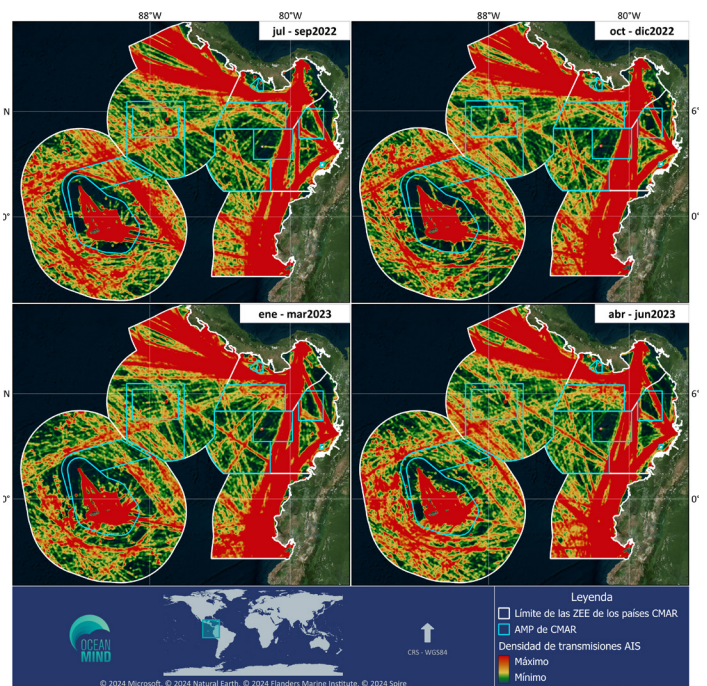 88°W
80°W
88°W
80°W
jul - sep2022
oct - dic2022
N
6°
0°
0°
ene - mar2023
abr - jun2023
N
6°
0°
0°
Leyenda
Límite de las ZEE de los países CMAR
AMP de CMAR
Densidad de transmisiones AIS
Máximo
Mínimo
OCEAN
MIND
CRS - WGS84
© 2024 Microsoft, © 2024 Natural Earth, © 2024 Flanders Marine Institute, © 2024 Spire